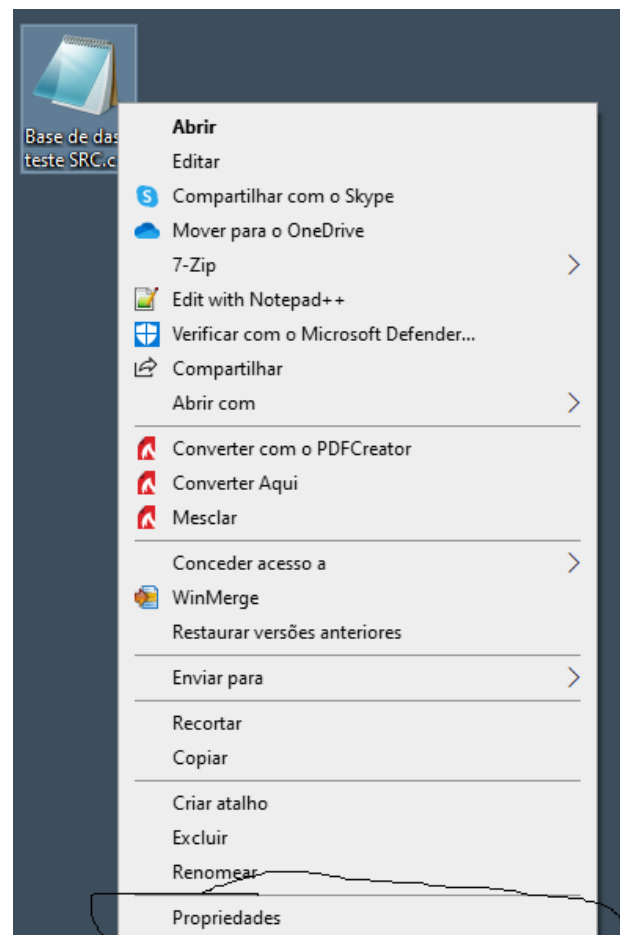 Base de da
teste SRC.c
Abrir
Editar
Compartilhar com o Skype
Mover para o OneDrive
7-Zip
Edit with Notepad++
Verificar com o Microsoft Defender...
Compartilhar
Abrir com
Converter com o PDFCreator
Converter Aqui
Mesclar
Conceder acesso a
WinMerge
Restaurar versões anteriores
Enviar para
Recortar
Copiar
Criar atalho
Excluir
Renomear
Propriedades